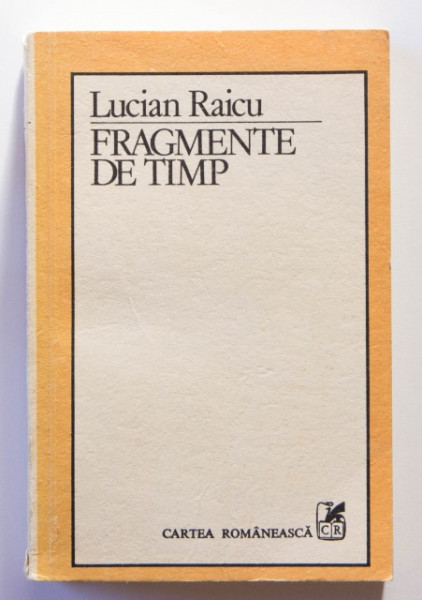 Lucian Raicu
FRAGMENTE
DE TIMP
CARTEA ROMÂNEASCĂ
CR